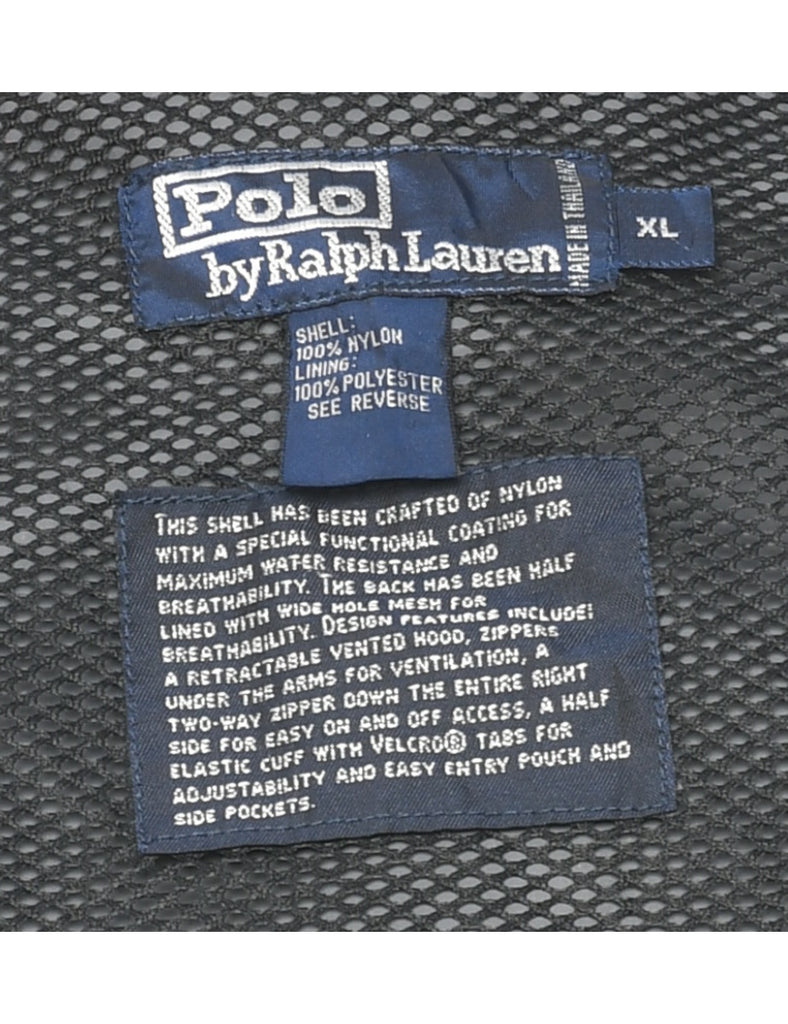 Polo
by Ralph Lauren
MADE IN THAILAND
XL
SHELL:
100% NYLON
LINING:
100% POLYESTER
SEE REVERSE
THIS SHELL HAS BEEN CRAFTED OF NYLON
WITH A SPECIAL FUNCTIONAL COATING FOR
MAXIMUM WATER RESISTANCE AND
BREATHABILITY. THE BACK HAS BEEN HALF
LINED WITH WIDE HOLE MESH FOR
BREATHABILITY. DESIGN FEATURES INCLUDE:
A RETRACTABLE VENTED HOOD, ZIPPERS
UNDER THE ARMS FOR VENTILATION, A
TWO-WAY ZIPPER DOWN THE ENTIRE RIGHT
SIDE FOR EASY ON AND OFF ACCESS, A HALF
ELASTIC CUFF WITH VELCRO® TABS FOR
ADJUSTABILITY AND EASY ENTRY POUCH AND
SIDE POCKETS.